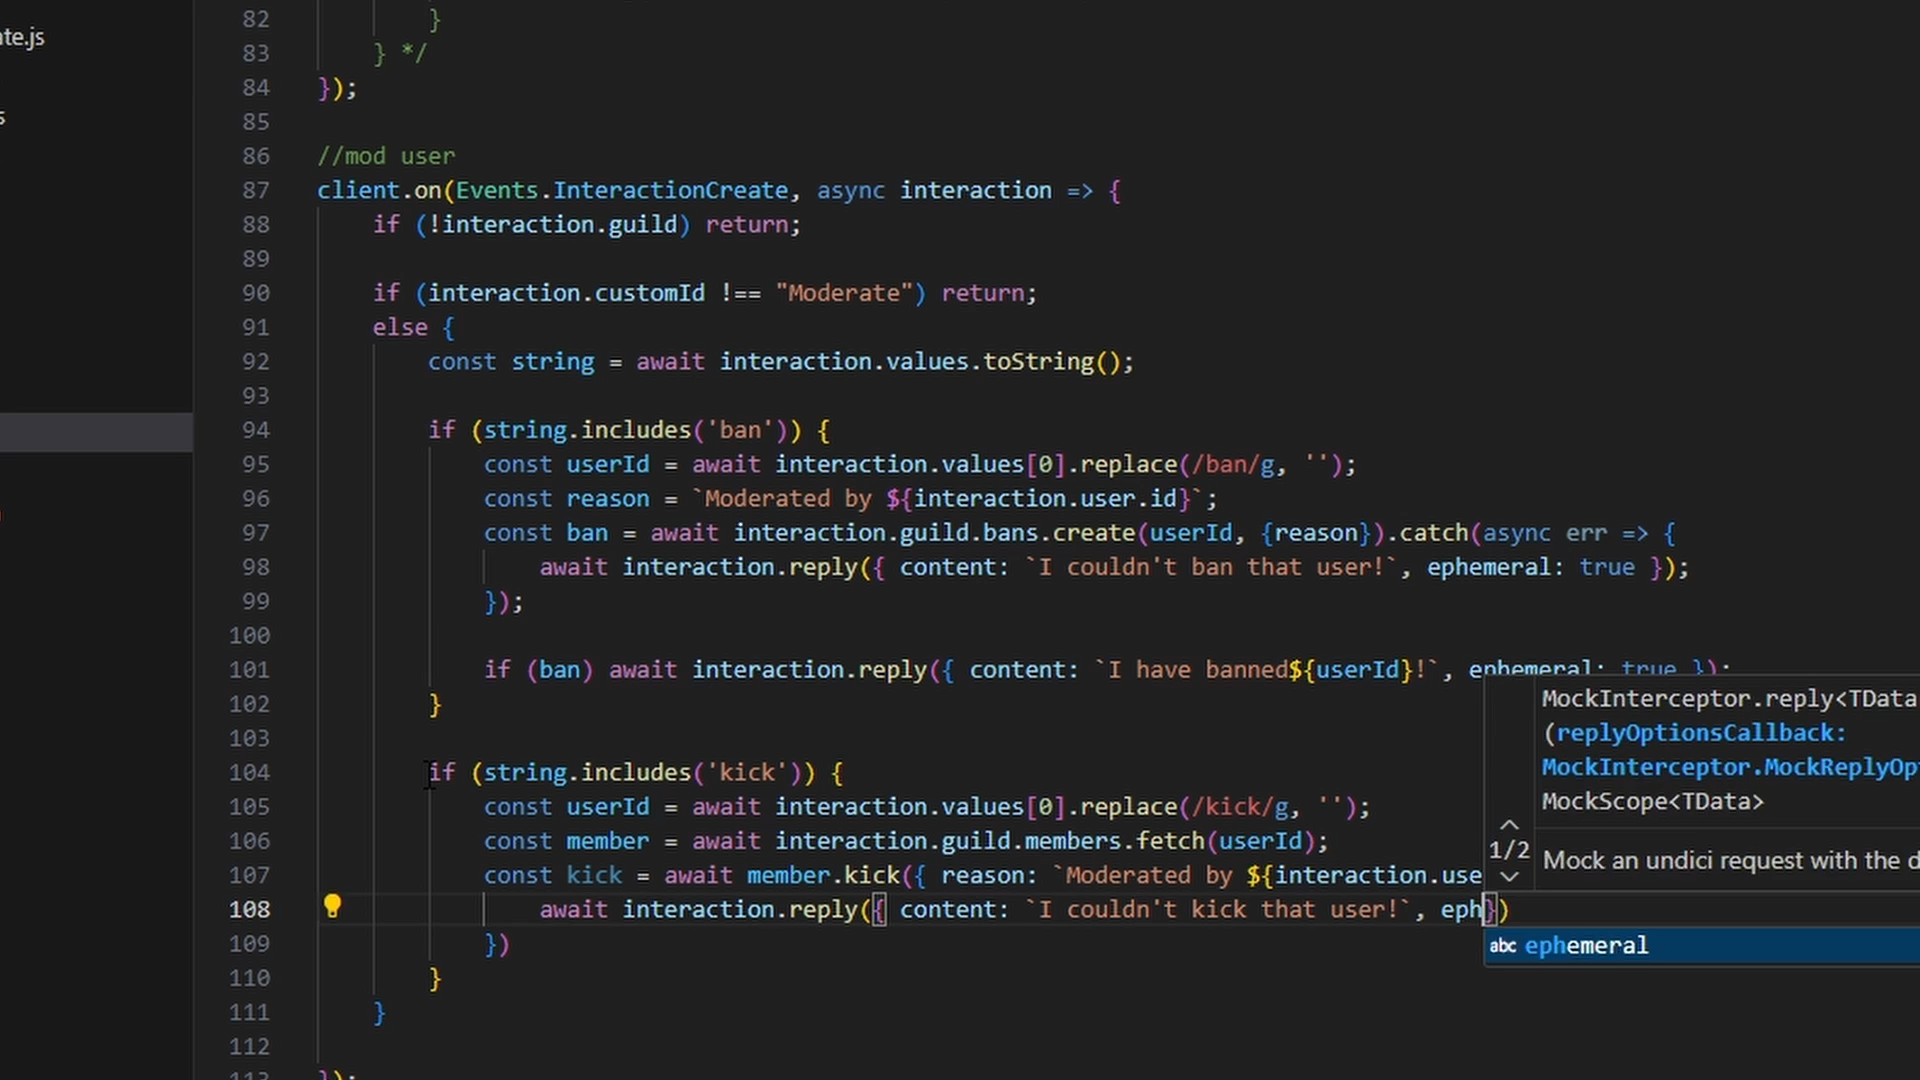 te.js
s
82 }
83 } */
84 });
85
86 //mod user
87 client.on(Events.InteractionCreate, async interaction => {
88 if (!interaction.guild) return;
89
90 if (interaction.customId !== "Moderate") return;
91 else {
92 const string = await interaction.values.toString();
93
94 if (string.includes('ban')) {
95 const userId = await interaction.values[0].replace(/ban/g, '');
96 const reason = `Moderated by ${interaction.user.id}`;
97 const ban = await interaction.guild.bans.create(userId, {reason}).catch(async err => {
98 await interaction.reply({ content: `I couldn't ban that user!`, ephemeral: true });
99 });
100
101 if (ban) await interaction.reply({ content: `I have banned${userId}!`, ephemeral: true });
102 }
103
104 if (string.includes('kick')) {
105 const userId = await interaction.values[0].replace(/kick/g, '');
106 const member = await interaction.guild.members.fetch(userId);
107 const kick = await member.kick({ reason: `Moderated by ${interaction.use
108 await interaction.reply({ content: `I couldn't kick that user!`, eph})
109 })
110 }
111 }
112
113 });
MockInterceptor.reply<TData
(replyOptionsCallback:
MockInterceptor.MockReplyOp
MockScope<TData>
1/2
Mock an undici request with the d
abc ephemeral